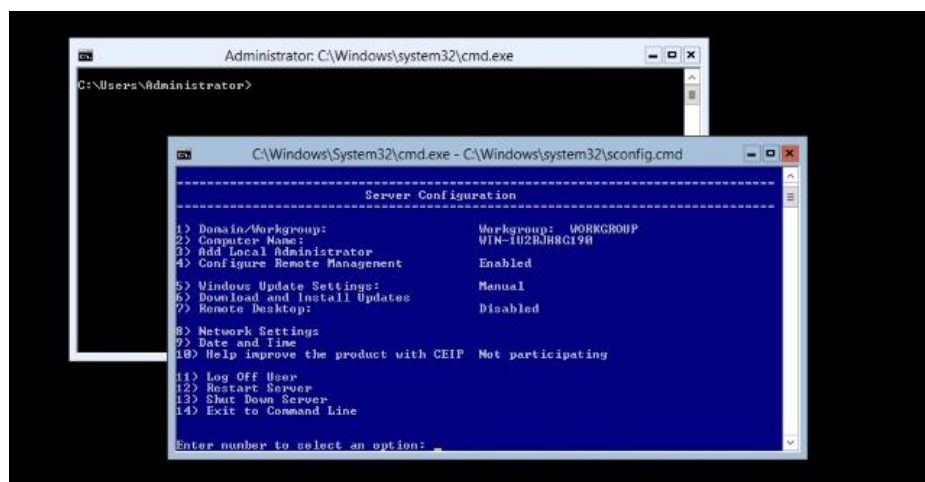 Administrator: C:\Windows\system32\cmd.exe
C:\Users\Administrator>
C:\Windows\System32\cmd.exe - C:\Windows\system32\sconfig.cmd
Server Configuration
1) Domain/Workgroup: Workgroup: WORKGROUP
2) Computer Name: WIN-1U2BJH8G190
3) Add Local Administrator
4) Configure Remote Management Enabled
5) Windows Update Settings: Manual
6) Download and Install Updates
7) Remote Desktop: Disabled
8) Network Settings
9) Date and Time
10) Help improve the product with CEIP Not participating
11) Log Off User
12) Restart Server
13) Shut Down Server
14) Exit to Command Line
Enter number to select an option: